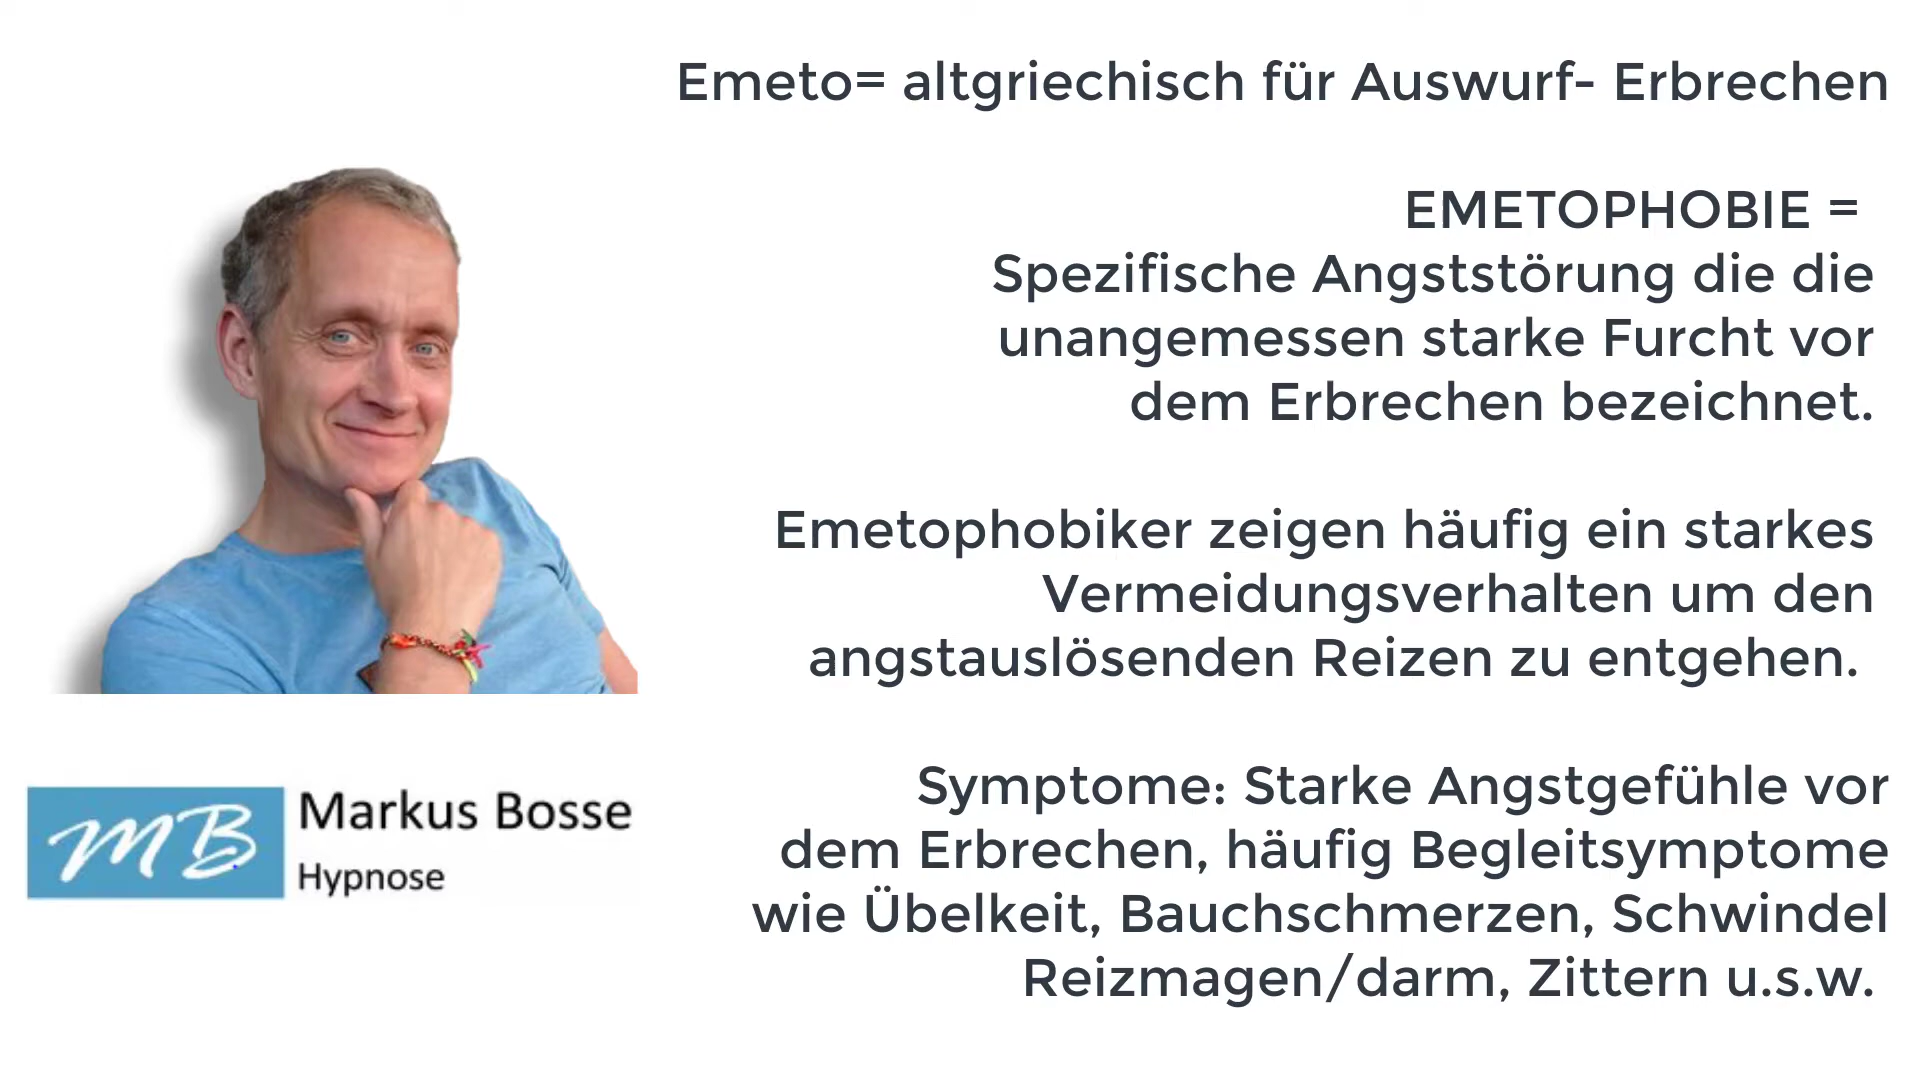 Emeto= altgriechisch für Auswurf- Erbrechen
EMETOPHOBIE =
Spezifische Angststörung die die
unangemessen starke Furcht vor
dem Erbrechen bezeichnet.
Emetophobiker zeigen häufig ein starkes
Vermeidungsverhalten um den
angstauslösenden Reizen zu entgehen.
Symptome: Starke Angstgefühle vor
dem Erbrechen, häufig Begleitsymptome
wie Übelkeit, Bauchschmerzen, Schwindel
Reizmagen/darm, Zittern u.s.w.
MB
Markus Bosse
Hypnose